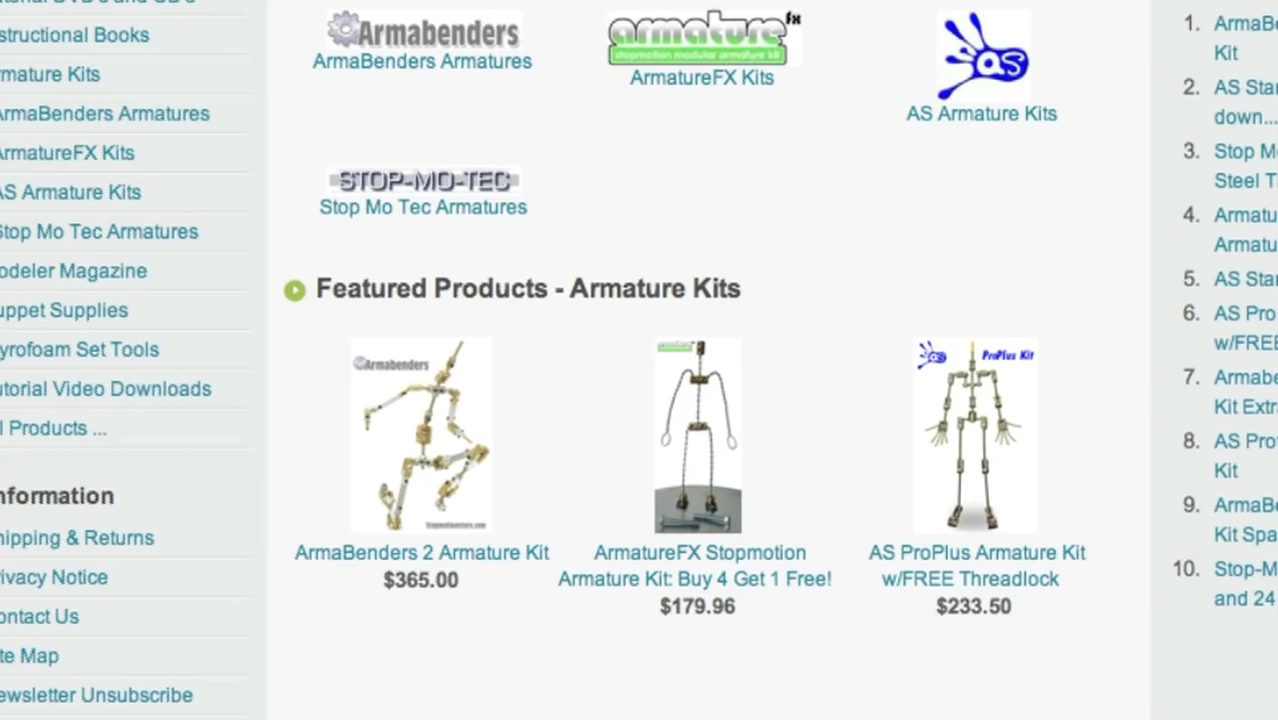 structional Books
rmature Kits
ArmaBenders Armatures
ArmatureFX Kits
AS Armature Kits
Stop Mo Tec Armatures
odeler Magazine
uppet Supplies
yrofoam Set Tools
utorial Video Downloads
l Products ...
nformation
hipping & Returns
ivacy Notice
ontact Us
te Map
ewsletter Unsubscribe
Armabenders
ArmaBenders Armatures
armature fx
stopmotion modular armature kit
ArmatureFX Kits
as
AS Armature Kits
STOP-MO-TEC
Stop Mo Tec Armatures
Featured Products - Armature Kits
Armabenders
Stopmotionstore.com
ArmaBenders 2 Armature Kit
$365.00
ArmatureFX Stopmotion
Armature Kit: Buy 4 Get 1 Free!
$179.96
as
ProPlus Kit
AS ProPlus Armature Kit
w/FREE Threadlock
$233.50
1. ArmaBe
Kit
2. AS Star
down...
3. Stop Mo
Steel T
4. Armatu
Armatu
5. AS Star
6. AS Pro
w/FREE
7. Armabe
Kit Extr
8. AS Pro
Kit
9. ArmaBe
Kit Spa
10. Stop-M
and 24